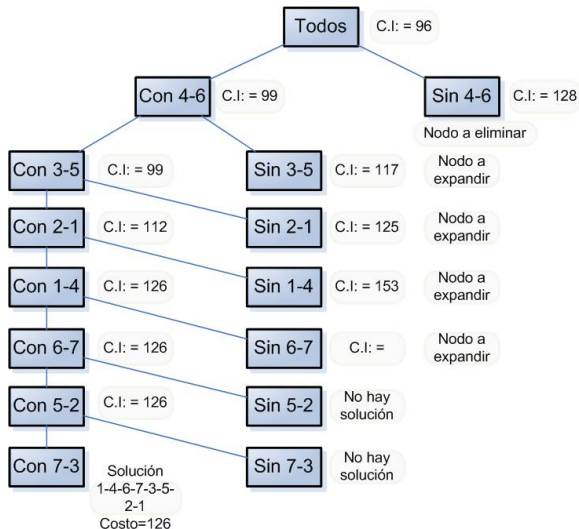 Todos
C.I: = 96
Con 4-6
C.I: = 99
Sin 4-6
C.I: = 128
Nodo a eliminar
Con 3-5
C.I: = 99
Sin 3-5
C.I: = 117
Nodo a
expandir
Con 2-1
C.I: = 112
Sin 2-1
C.I: = 125
Nodo a
expandir
Con 1-4
C.I: = 126
Sin 1-4
C.I: = 153
Nodo a
expandir
Con 6-7
C.I: = 126
Sin 6-7
C.I: =
Nodo a
expandir
Con 5-2
C.I: = 126
Sin 5-2
No hay
solución
Con 7-3
Solución
1-4-6-7-3-5-
2-1
Costo=126
Sin 7-3
No hay
solución